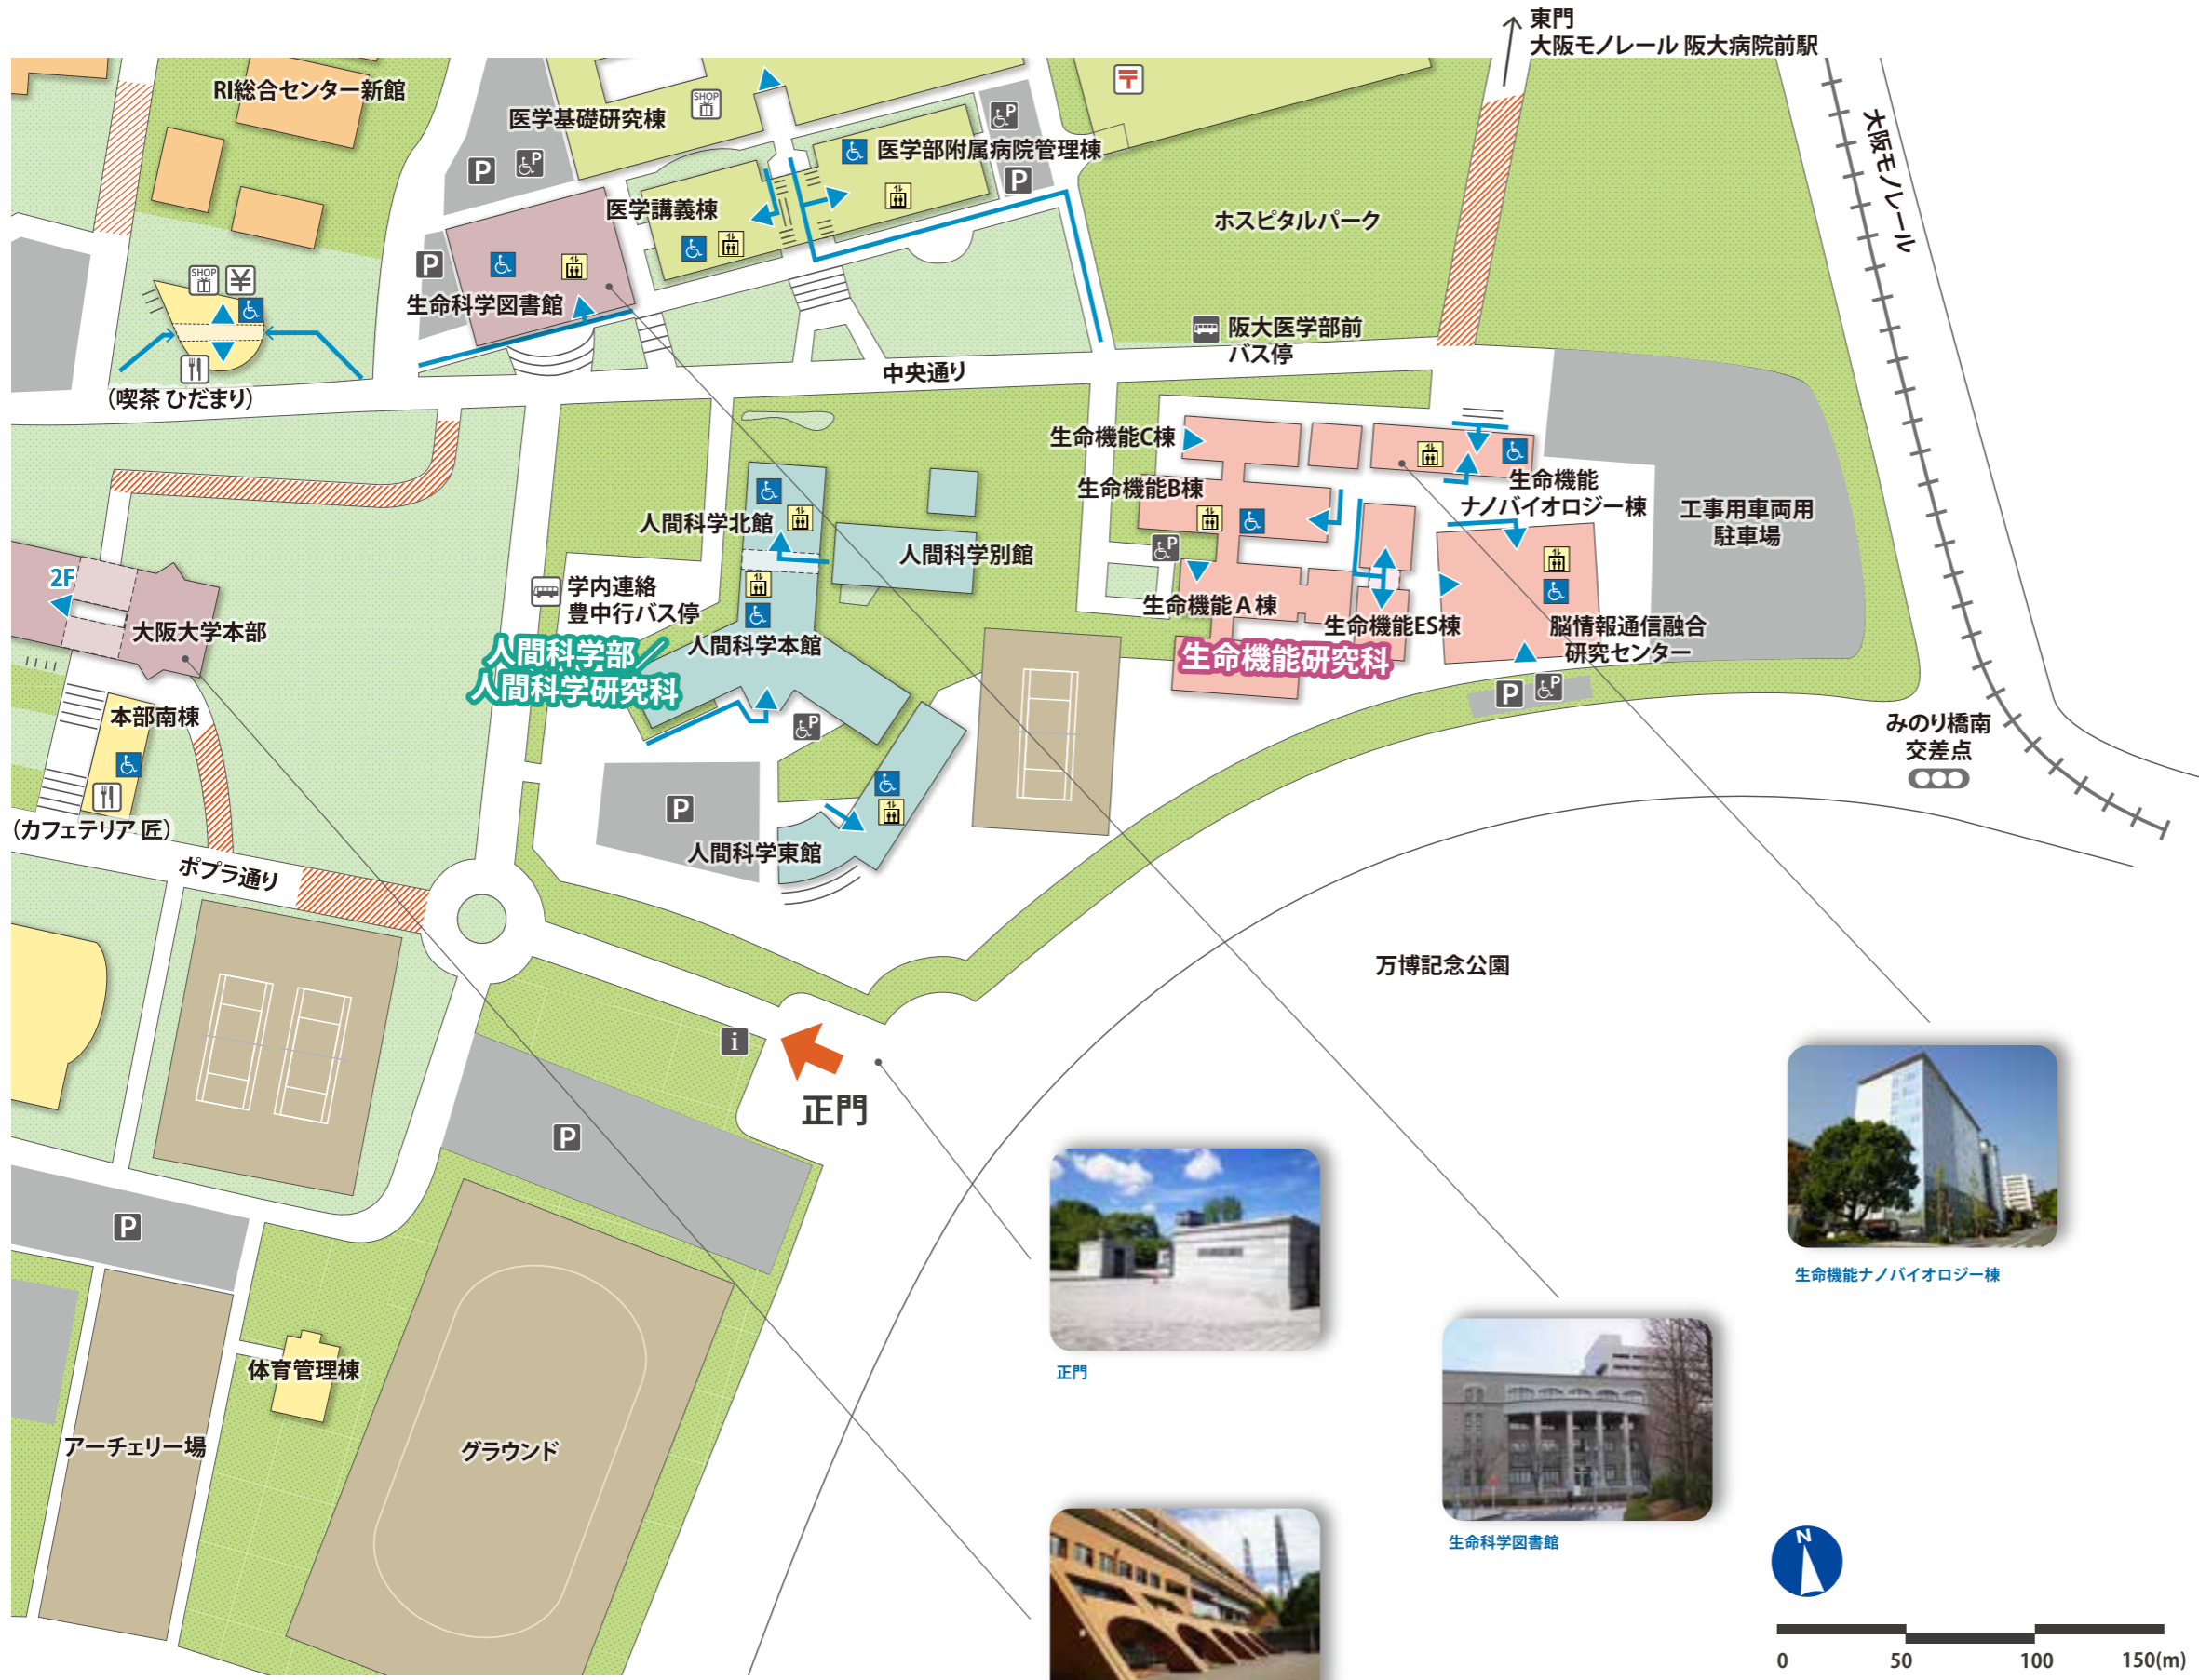 東門
大阪モノレール 阪大病院前駅
RI総合センター新館
SHOP
医学基礎研究棟
P
P
医学部附属病院管理棟
P
P
大阪モノレール
医学講義棟
ホスピタルパーク
P
生命科学図書館
SHOP
¥
(喫茶 ひだまり)
阪大医学部前
バス停
中央通り
生命機能C棟
生命機能
ナノバイオロジー棟
生命機能B棟
工事用車両用
駐車場
人間科学北館
人間科学別館
P
2F
学内連絡
豊中行バス停
生命機能A棟
生命機能ES棟
脳情報通信融合
研究センター
大阪大学本部
人間科学本館
人間科学部/
人間科学研究科
生命機能研究科
P
P
本部南棟
P
みのり橋南
交差点
P
(カフェテリア 匠)
人間科学東館
ポプラ通り
万博記念公園
i
正門
P
P
生命機能ナノバイオロジー棟
正門
体育管理棟
アーチェリー場
グラウンド
生命科学図書館
N
0 50 100 150(m)